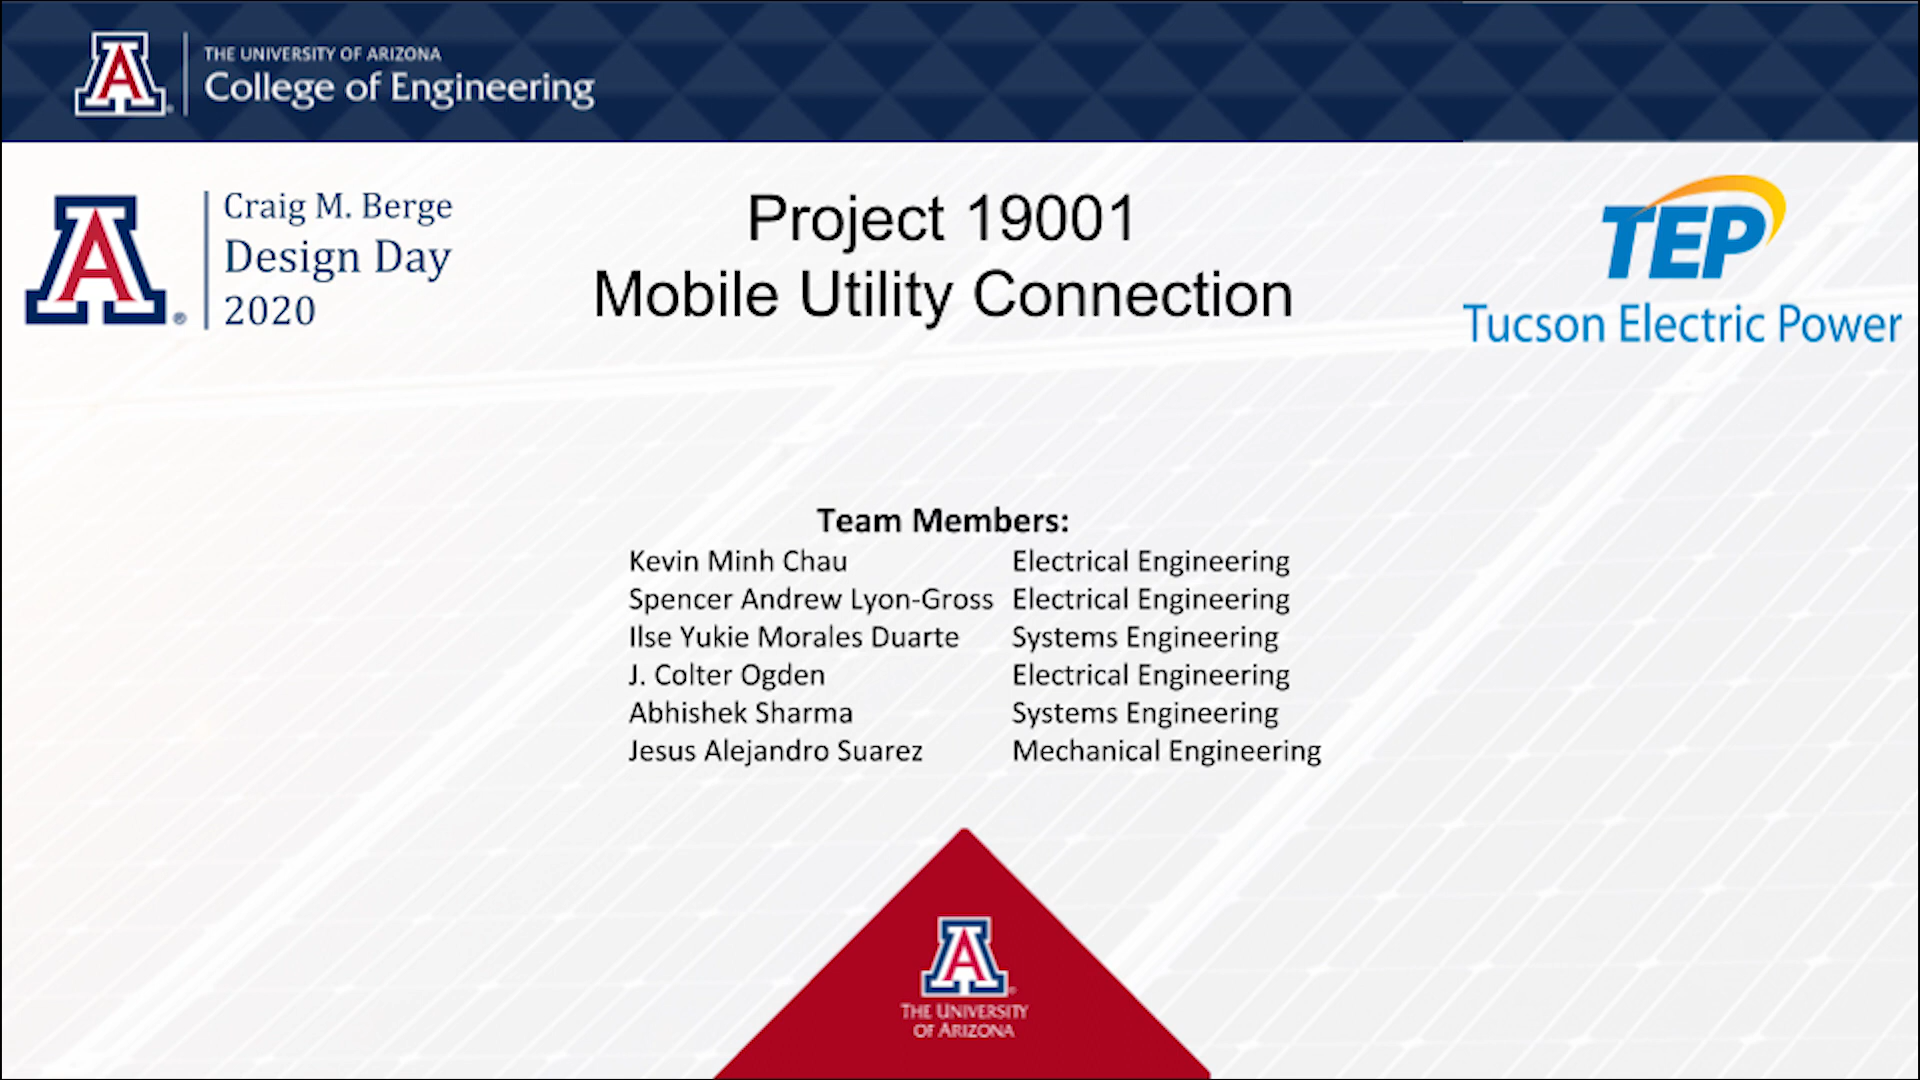 THE UNIVERSITY OF ARIZONA
College of Engineering
Craig M. Berge
Design Day
2020
Project 19001
Mobile Utility Connection
TEP
Tucson Electric Power
Team Members:
Kevin Minh Chau Electrical Engineering
Spencer Andrew Lyon-Gross Electrical Engineering
Ilse Yukie Morales Duarte Systems Engineering
J. Colter Ogden Electrical Engineering
Abhishek Sharma Systems Engineering
Jesus Alejandro Suarez Mechanical Engineering
A
THE UNIVERSITY
OF ARIZONA